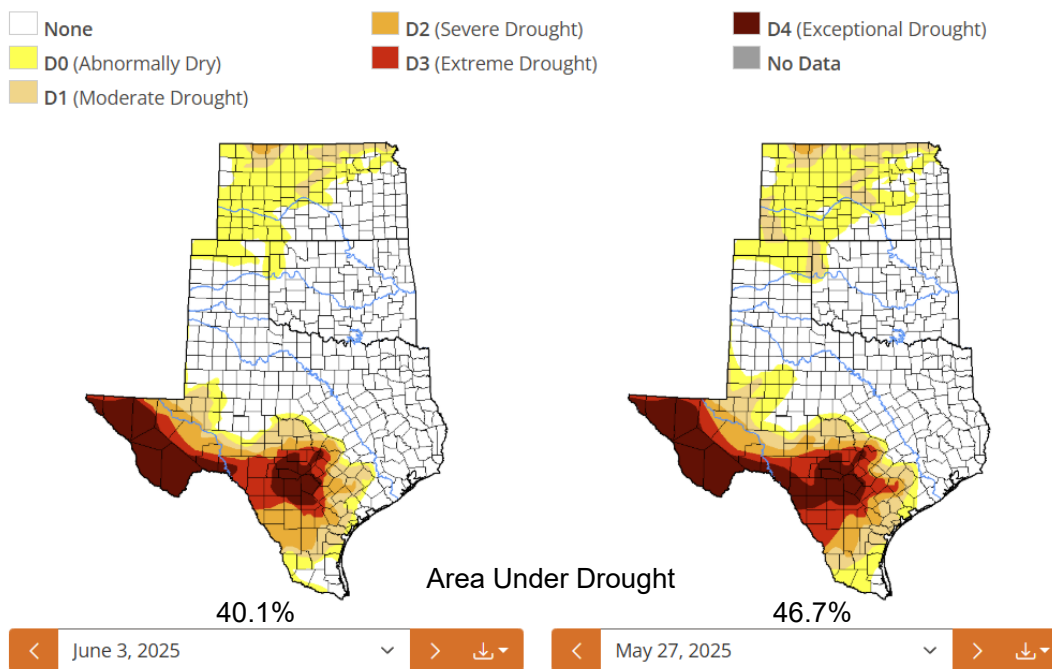 None
D2 (Severe Drought)
D4 (Exceptional Drought)
D0 (Abnormally Dry)
D3 (Extreme Drought)
No Data
D1 (Moderate Drought)
Area Under Drought
40.1%
46.7%
June 3, 2025
May 27, 2025